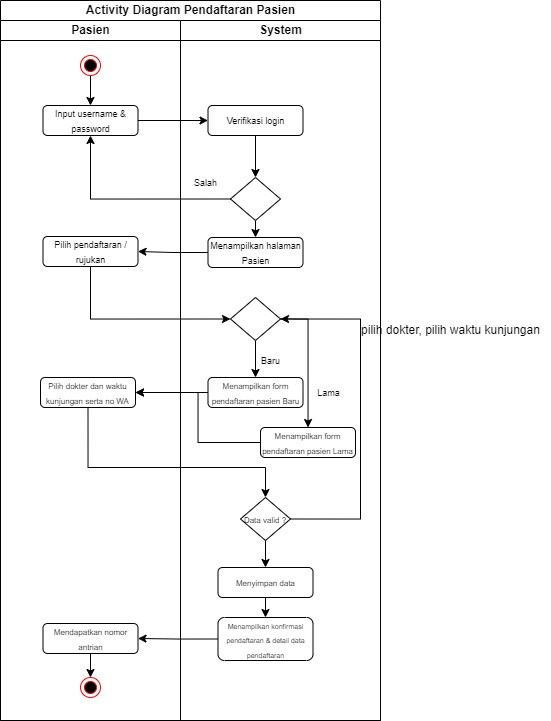 Activity Diagram Pendaftaran Pasien
Pasien
System
Input username &
password
Verifikasi login
Salah
Pilih pendaftaran /
rujukan
Menampilkan halaman
Pasien
pilih dokter, pilih waktu kunjungan
Baru
Pilih dokter dan waktu
kunjungan serta no WA
Menampilkan form
pendaftaran pasien Baru
Lama
Menampilkan form
pendaftaran pasien Lama
Data valid ?
Menyimpan data
Mendapatkan nomor
antrian
Menampilkan konfirmasi
pendaftaran & detail data
pendaftaran